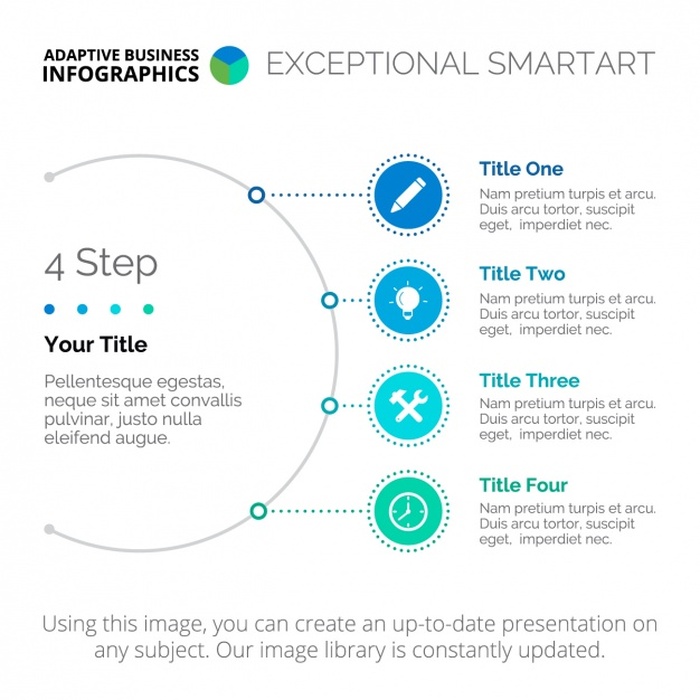 ADAPTIVE BUSINESS
INFOGRAPHICS
EXCEPTIONAL SMARTART
4 Step
Your Title
Pellentesque egestas,
neque sit amet convallis
pulvinar, justo nulla
eleifend augue.
Title One
Nam pretium turpis et arcu.
Duis arcu tortor, suscipit
eget,  imperdiet nec.
Title Two
Nam pretium turpis et arcu.
Duis arcu tortor, suscipit
eget,  imperdiet nec.
Title Three
Nam pretium turpis et arcu.
Duis arcu tortor, suscipit
eget,  imperdiet nec.
Title Four
Nam pretium turpis et arcu.
Duis arcu tortor, suscipit
eget,  imperdiet nec.
Using this image, you can create an up-to-date presentation on
any subject. Our image library is constantly updated.